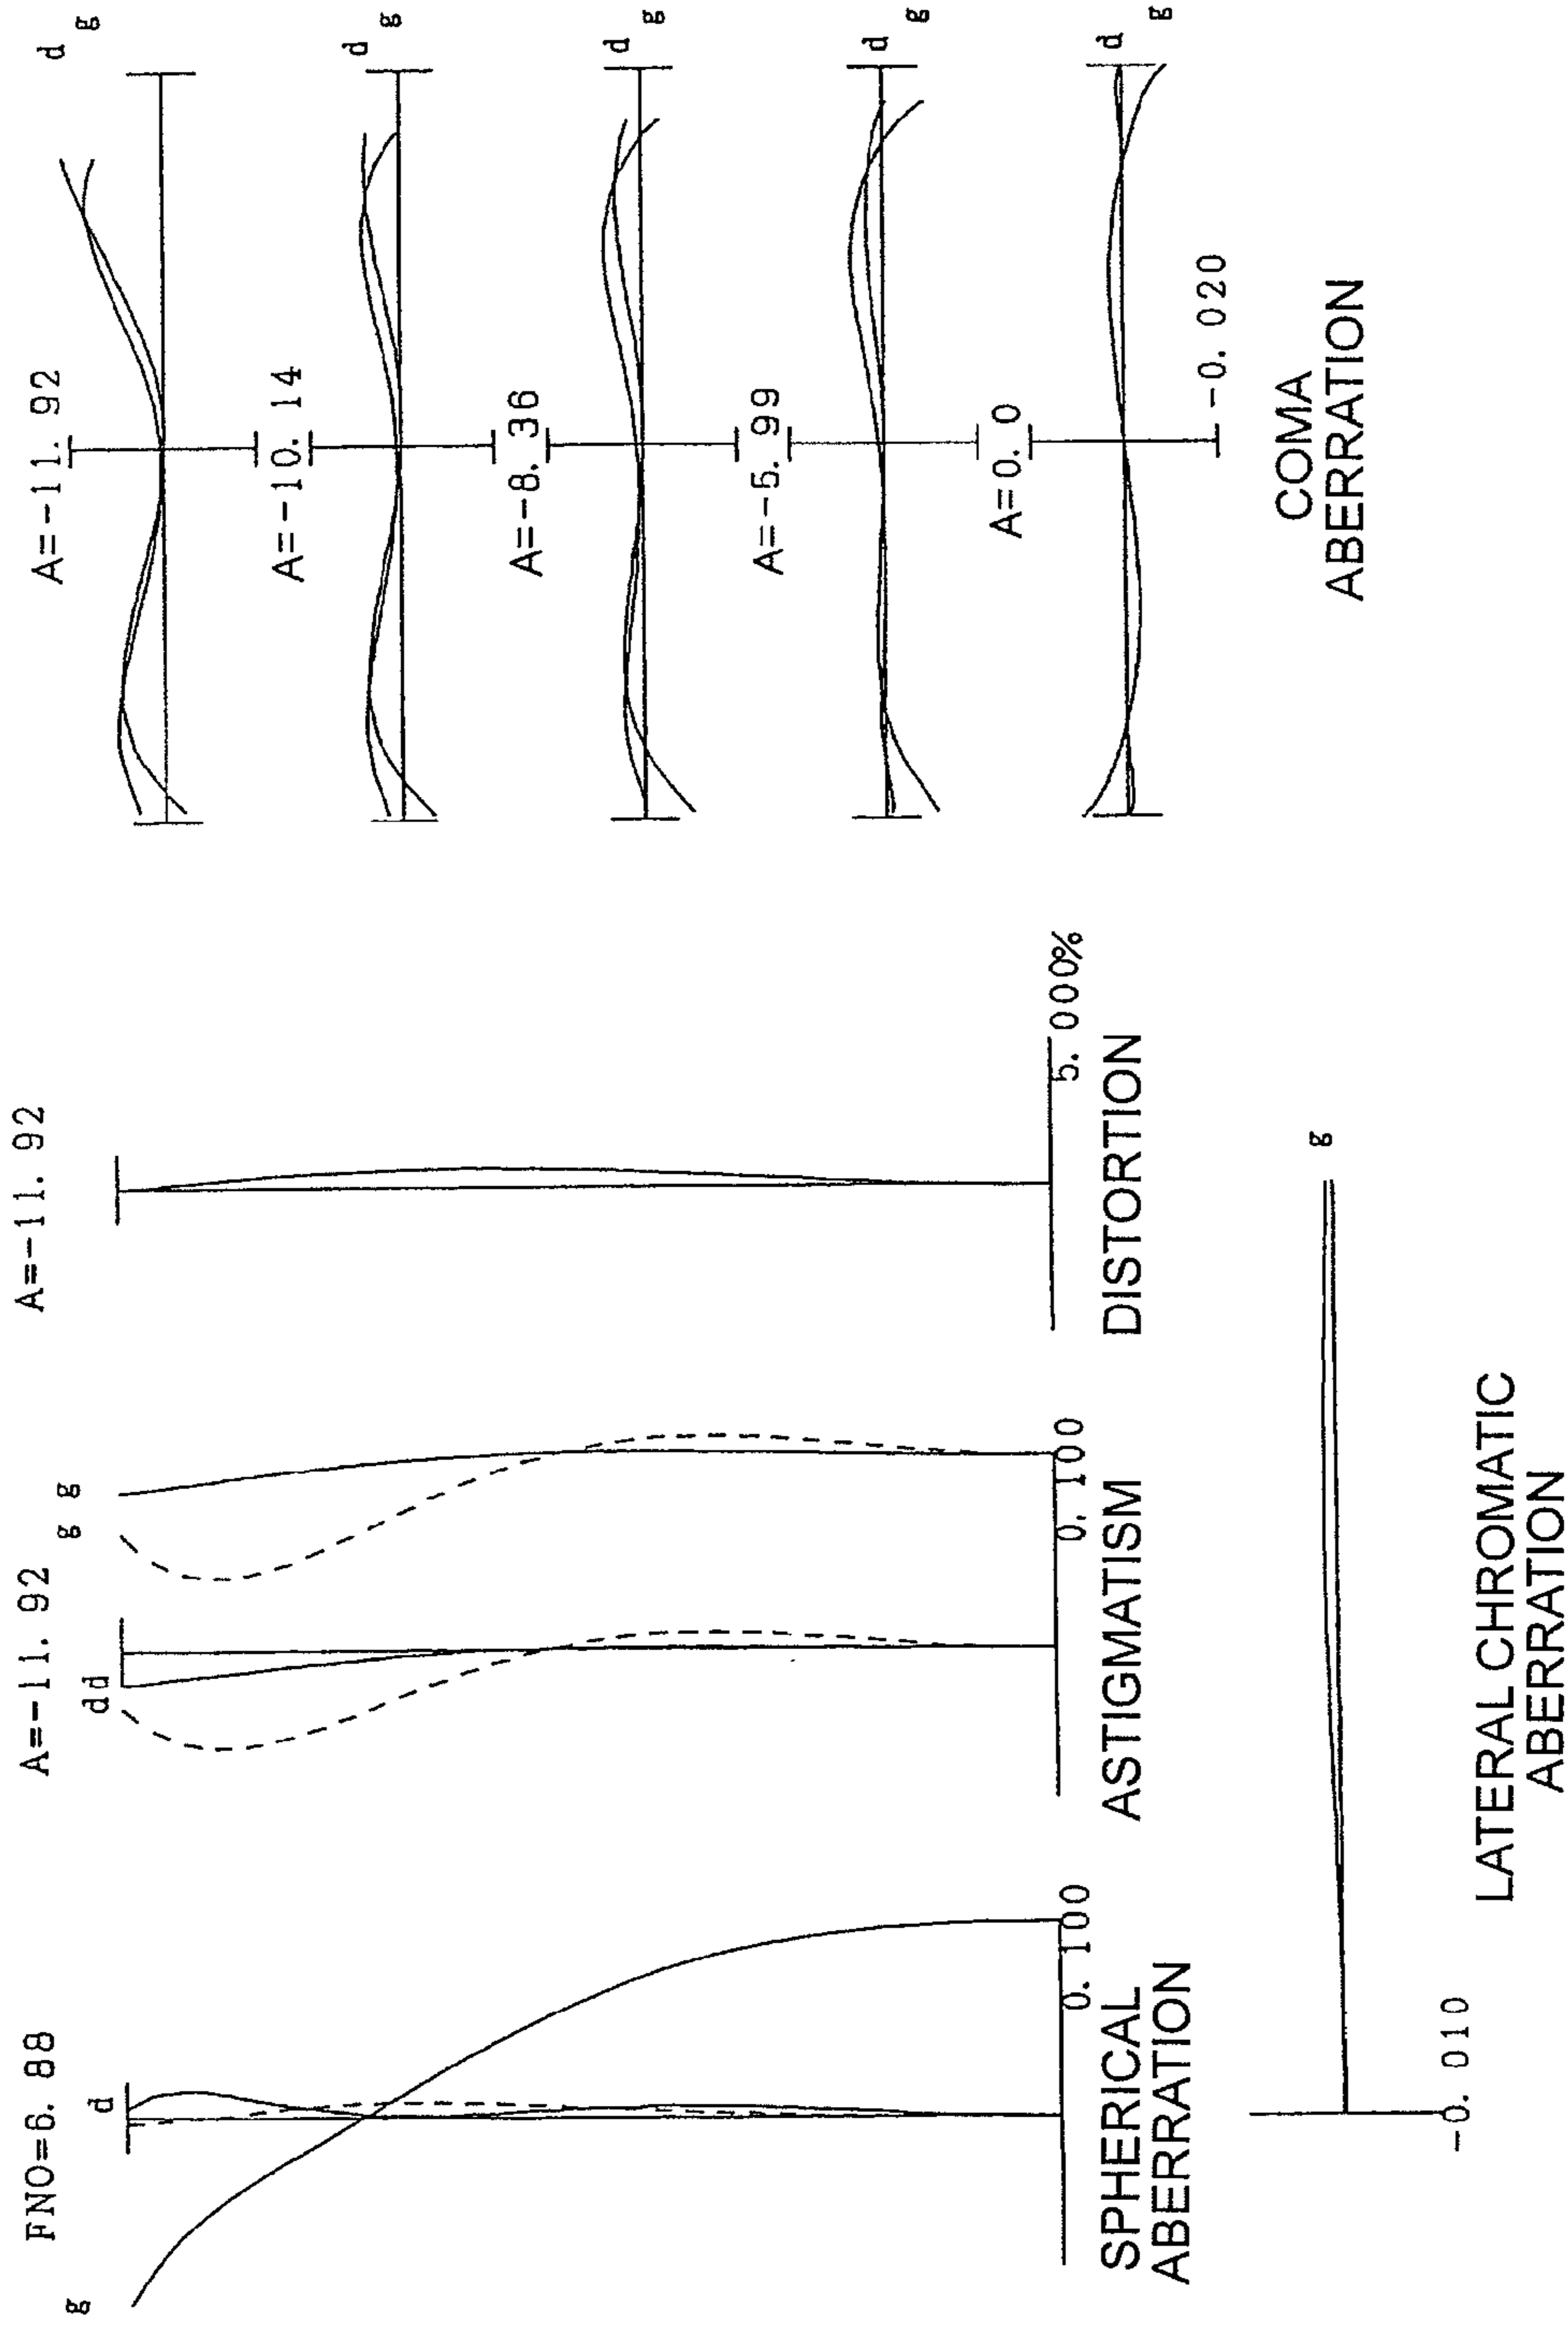 FNO=6. 88
g
d
0. 100
SPHERICAL
ABERRATION
A=-11. 92
dd
g g
0. 100
ASTIGMATISM
A=-11. 92
5. 000%
DISTORTION
-0. 010
g
LATERAL CHROMATIC
ABERRATION
A=-11. 92
d
g
A=-10. 14
d
g
A=-8. 36
d
g
A=-5. 99
d
g
A=0. 0
d
g
-0. 020
COMA
ABERRATION